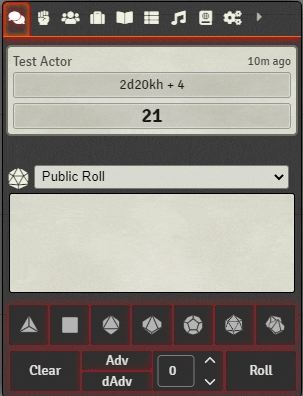 Test Actor 10m ago
2d20kh + 4
21
Public Roll
Clear
Adv
dAdv
0
Roll